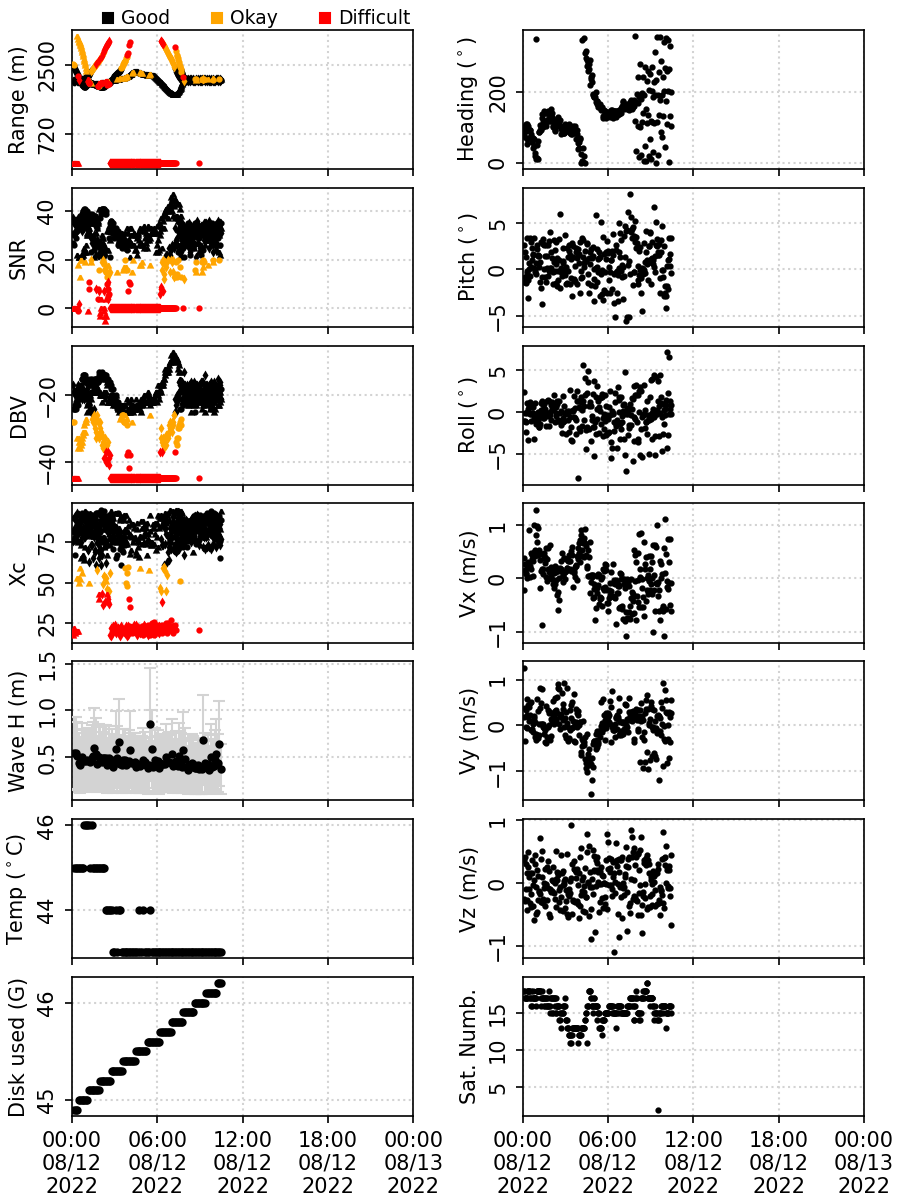 Good Okay Difficult
Range (m)
2500
720
Heading (°)
200
0
SNR
40
20
0
Pitch (°)
5
0
−5
DBV
−20
−40
Roll (°)
5
0
−5
Xc
75
50
25
Vx (m/s)
1
0
−1
Wave H (m)
1.5
1.0
0.5
Vy (m/s)
1
0
−1
Temp (°C)
46
44
Vz (m/s)
1
0
−1
Disk used (G)
46
45
Sat. Numb.
15
10
5
00:00 06:00 12:00 18:00 00:00
08/12 08/12 08/12 08/12 08/13
2022 2022 2022 2022 2022
00:00 06:00 12:00 18:00 00:00
08/12 08/12 08/12 08/12 08/13
2022 2022 2022 2022 2022